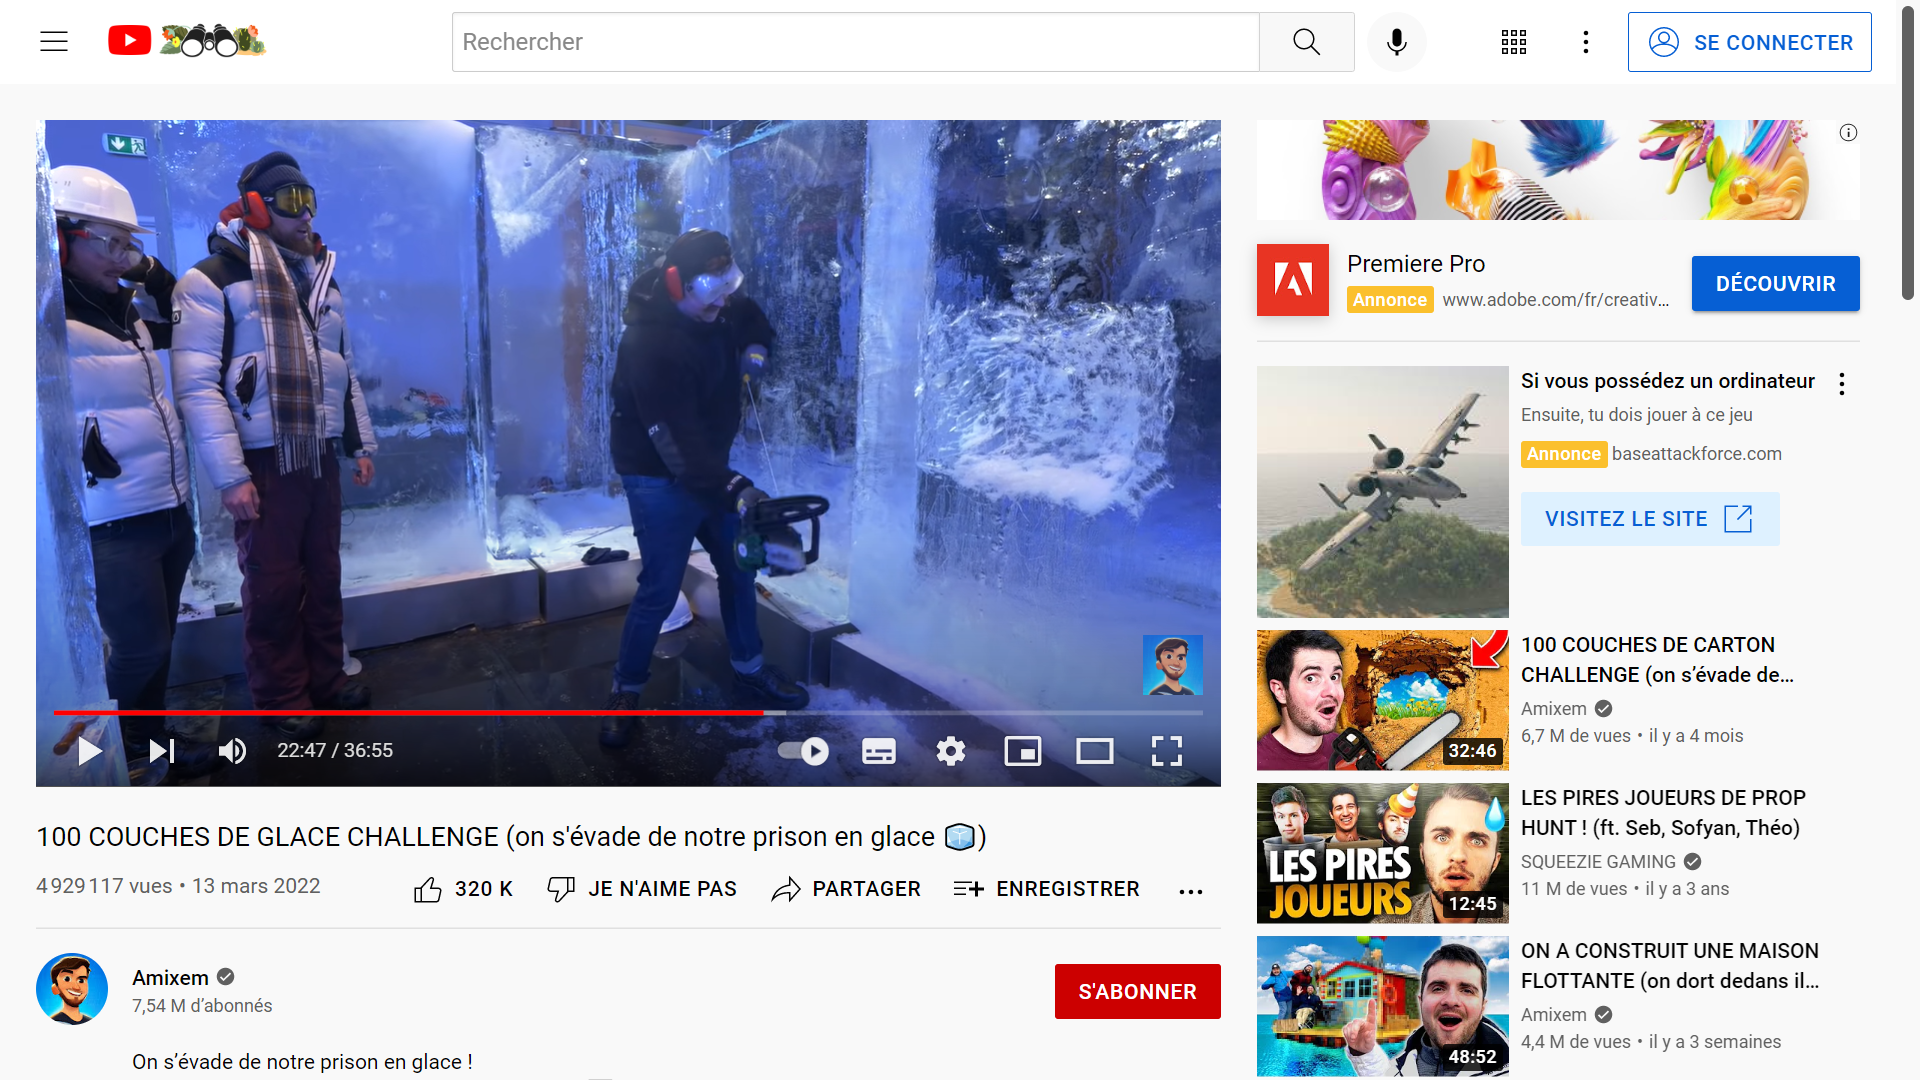 Rechercher
SE CONNECTER
22:47 / 36:55
100 COUCHES DE GLACE CHALLENGE (on s'évade de notre prison en glace 🧊)
4 929 117 vues • 13 mars 2022
320 K
JE N'AIME PAS
PARTAGER
ENREGISTRER
Amixem
7,54 M d’abonnés
S'ABONNER
On s’évade de notre prison en glace !
Premiere Pro
Annonce www.adobe.com/fr/creativ...
DÉCOUVRIR
Si vous possédez un ordinateur
Ensuite, tu dois jouer à ce jeu
Annonce baseattackforce.com
VISITEZ LE SITE
32:46
100 COUCHES DE CARTON
CHALLENGE (on s’évade de...
Amixem
6,7 M de vues • il y a 4 mois
LES PIRES
JOUEURS
12:45
LES PIRES JOUEURS DE PROP
HUNT ! (ft. Seb, Sofyan, Théo)
SQUEEZIE GAMING
11 M de vues • il y a 3 ans
48:52
ON A CONSTRUIT UNE MAISON
FLOTTANTE (on dort dedans il...
Amixem
4,4 M de vues • il y a 3 semaines